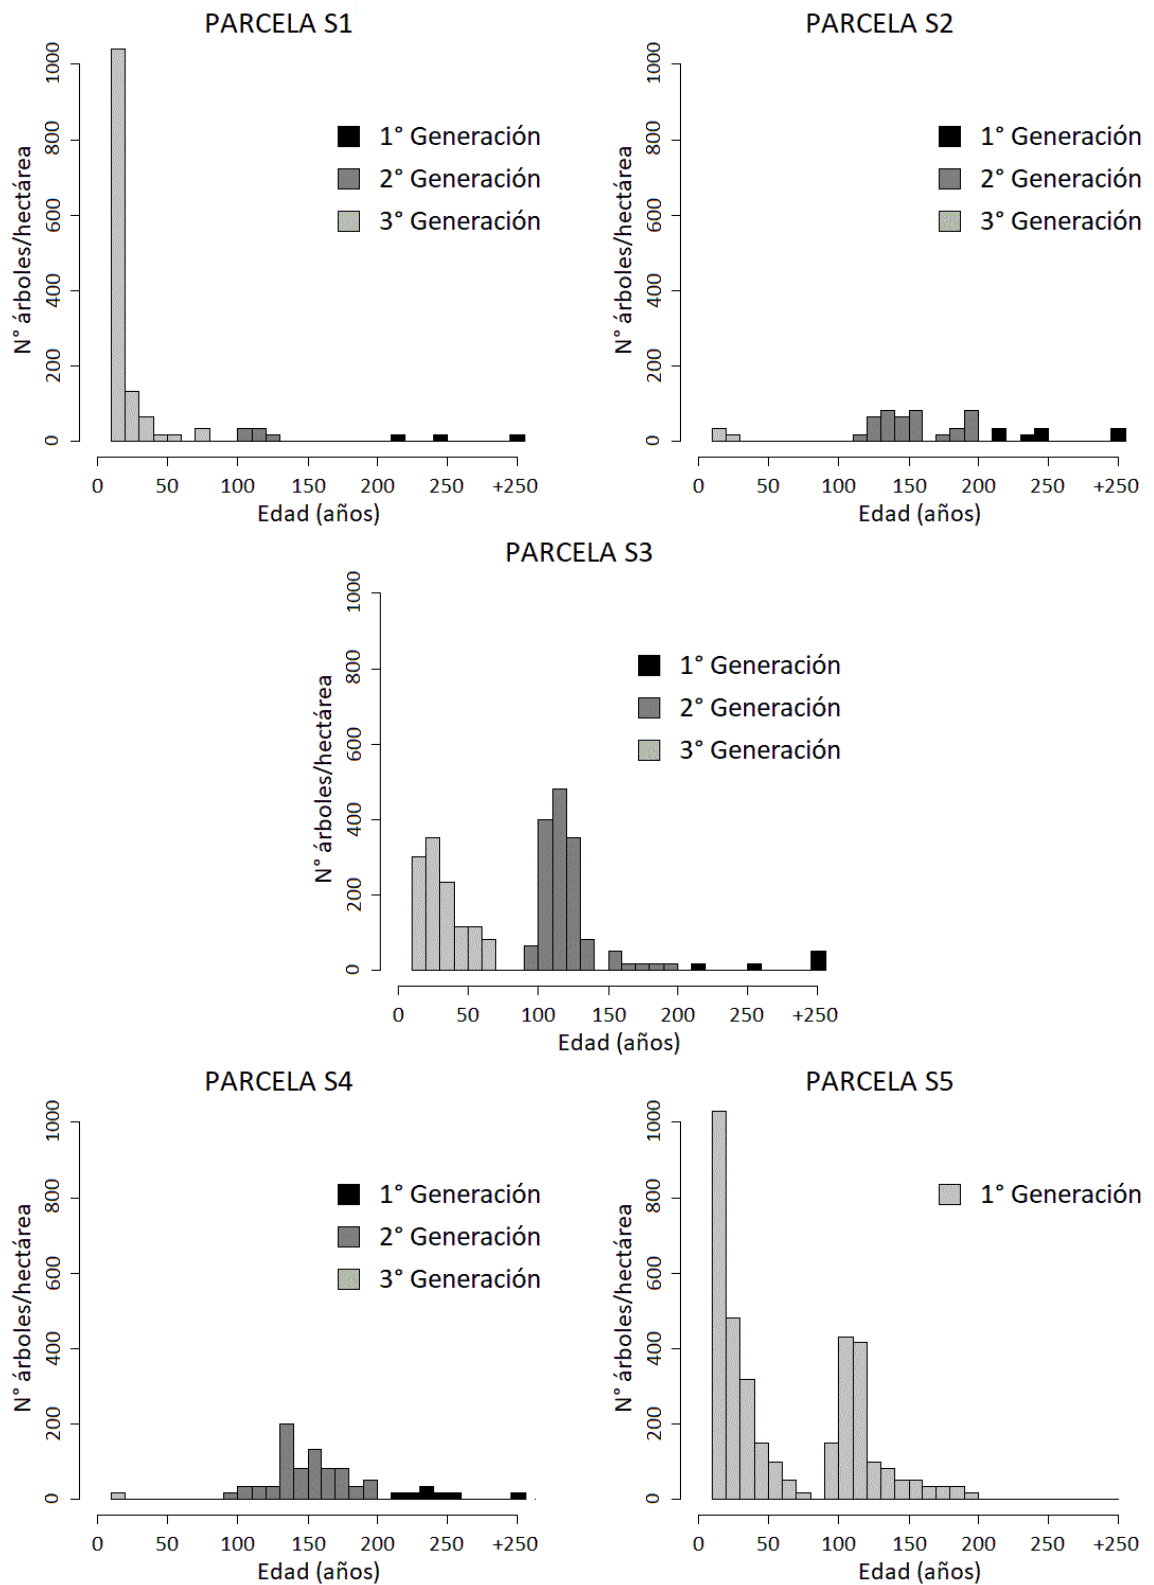 PARCELA S1
N° árboles/hectárea
1000
800
600
400
200
0
1° Generación
2° Generación
3° Generación
0 50 100 150 200 250 +250
Edad (años)
PARCELA S2
N° árboles/hectárea
1000
800
600
400
200
0
1° Generación
2° Generación
3° Generación
0 50 100 150 200 250 +250
Edad (años)
PARCELA S3
N° árboles/hectárea
1000
800
600
400
200
0
1° Generación
2° Generación
3° Generación
0 50 100 150 200 250 +250
Edad (años)
PARCELA S4
N° árboles/hectárea
1000
800
600
400
200
0
1° Generación
2° Generación
3° Generación
0 50 100 150 200 250 +250
Edad (años)
PARCELA S5
N° árboles/hectárea
1000
800
600
400
200
0
1° Generación
0 50 100 150 200 250 +250
Edad (años)